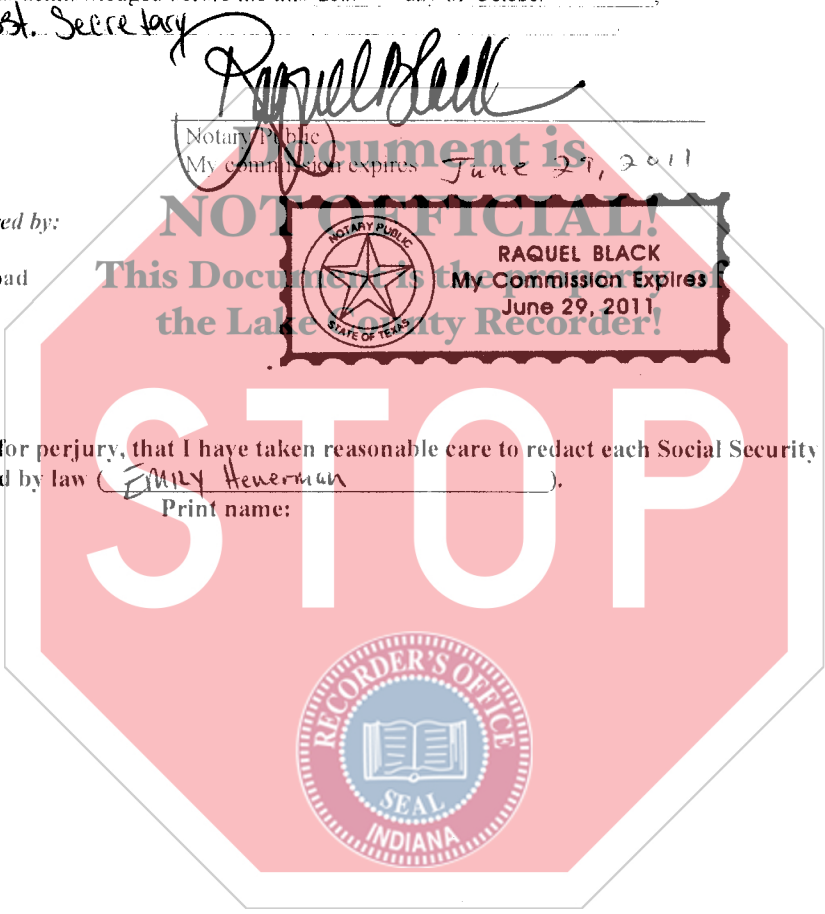 st. Secretary
Raquel Black
Notary Public
My commission expires June 29, 2011
Document is
NOT OFFICIAL!
This Document is the property of
the Lake County Recorder!
ed by:
oad
NOTARY PUBLIC
STATE OF TEXAS
RAQUEL BLACK
My Commission Expires
June 29, 2011
for perjury, that I have taken reasonable care to redact each Social Security
d by law ( Emily Heuerman ).
Print name:
STOP
RECORDER'S OFFICE
SEAL
INDIANA